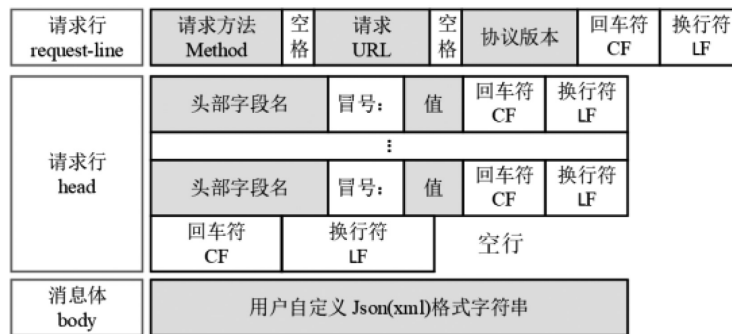 请求行 请求方法 空 请求 空 协议版本 回车符 换行符
request-line Method 格 URL 格 CF LF
头部字段名 冒号： 值 回车符 换行符
CF LF
⋮
请求行
head
头部字段名 冒号： 值 回车符 换行符
CF LF
回车符 换行符 空行
CF LF
消息体 用户自定义 Json(xml)格式字符串
body